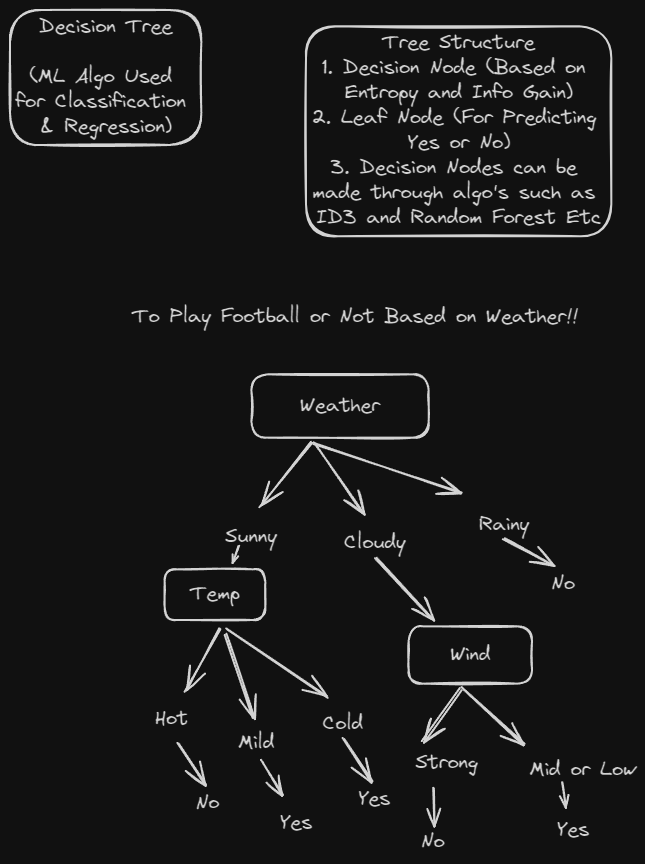 Decision Tree
(ML Algo Used
for Classification
& Regression)
Tree Structure
1. Decision Node (Based on
Entropy and Info Gain)
2. Leaf Node (For Predicting
Yes or No)
3. Decision Nodes can be
made through algo's such as
ID3 and Random Forest Etc
To Play Football or Not Based on Weather!!
Weather
Sunny
Cloudy
Rainy
Temp
No
Wind
Hot
Mild
Cold
Strong
Mid or Low
No
Yes
Yes
No
Yes